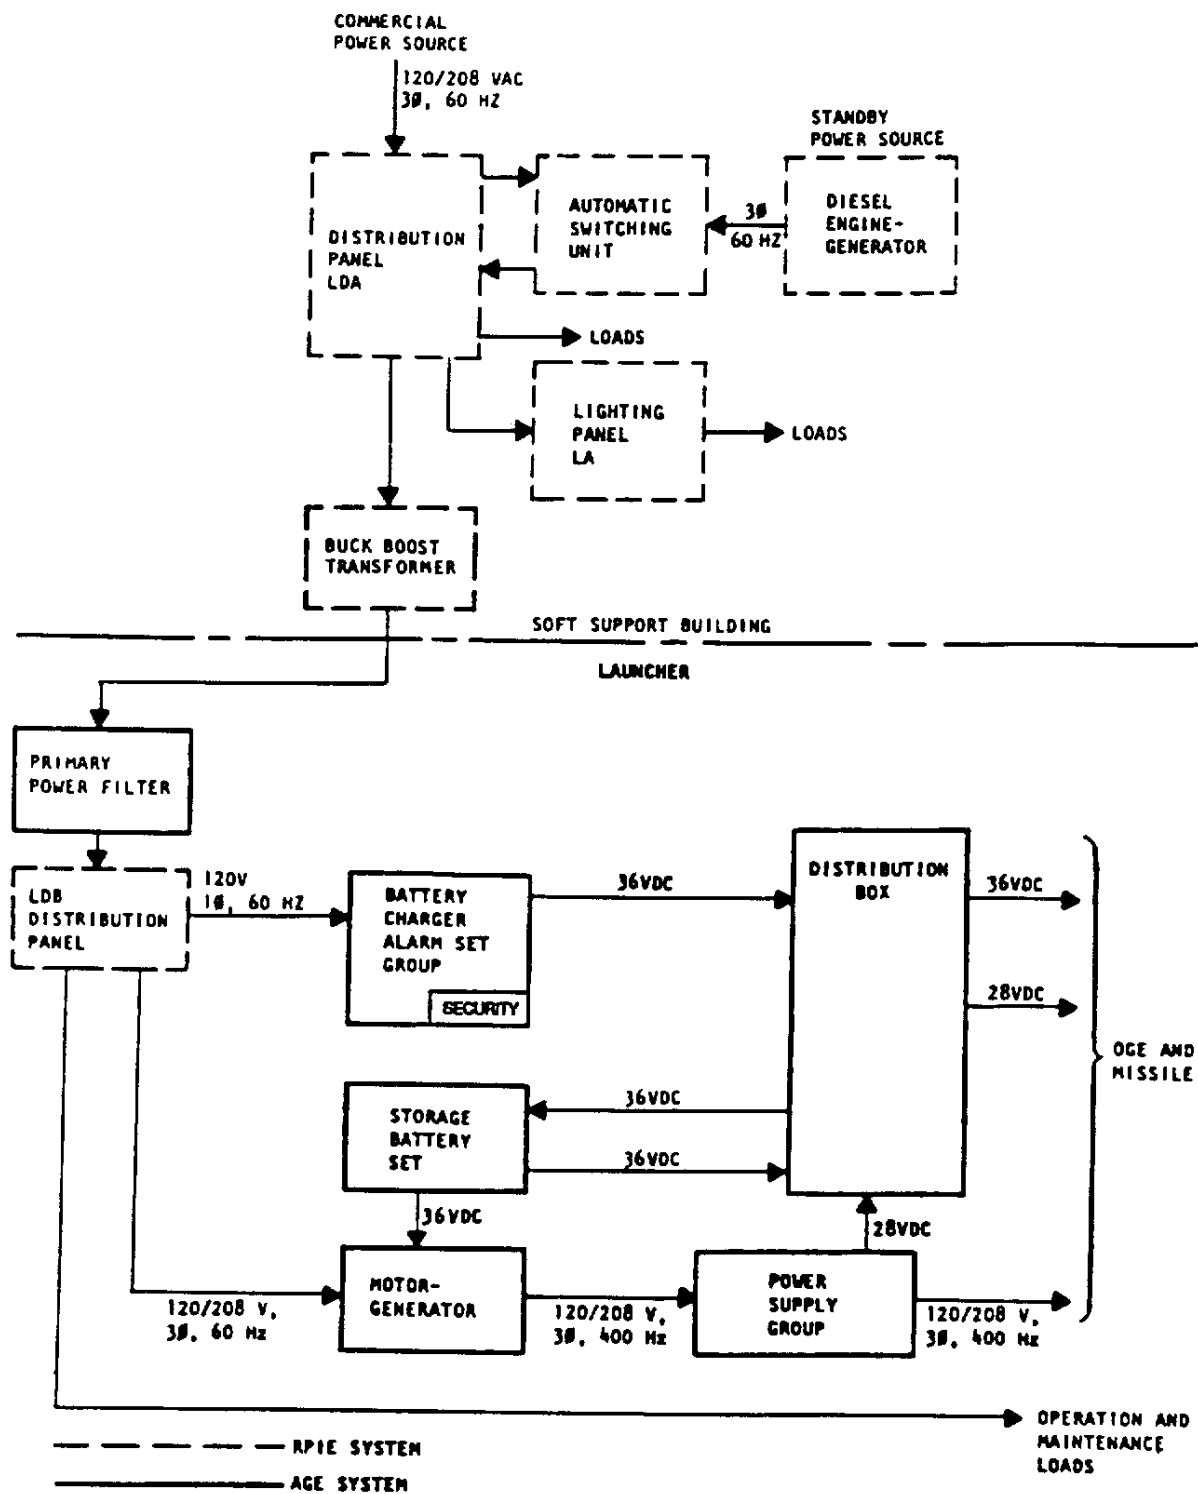 COMMERCIAL
POWER SOURCE
120/208 VAC
3Ø, 60 HZ
STANDBY
POWER SOURCE
DISTRIBUTION
PANEL
LDA
AUTOMATIC
SWITCHING
UNIT
3Ø
60 HZ
DIESEL
ENGINE-
GENERATOR
LOADS
LIGHTING
PANEL
LA
LOADS
BUCK BOOST
TRANSFORMER
SOFT SUPPORT BUILDING
LAUNCHER
PRIMARY
POWER FILTER
LDB
DISTRIBUTION
PANEL
120V
1Ø, 60 HZ
BATTERY
CHARGER
ALARM SET
GROUP
SECURITY
36VDC
DISTRIBUTION
BOX
36VDC
28VDC
OGE AND
MISSILE
STORAGE
BATTERY
SET
36VDC
36VDC
36VDC
28VDC
MOTOR-
GENERATOR
120/208 V,
3Ø, 60 Hz
120/208 V,
3Ø, 400 Hz
POWER
SUPPLY
GROUP
120/208 V,
3Ø, 400 Hz
OPERATION AND
MAINTENANCE
LOADS
RPIE SYSTEM
AGE SYSTEM